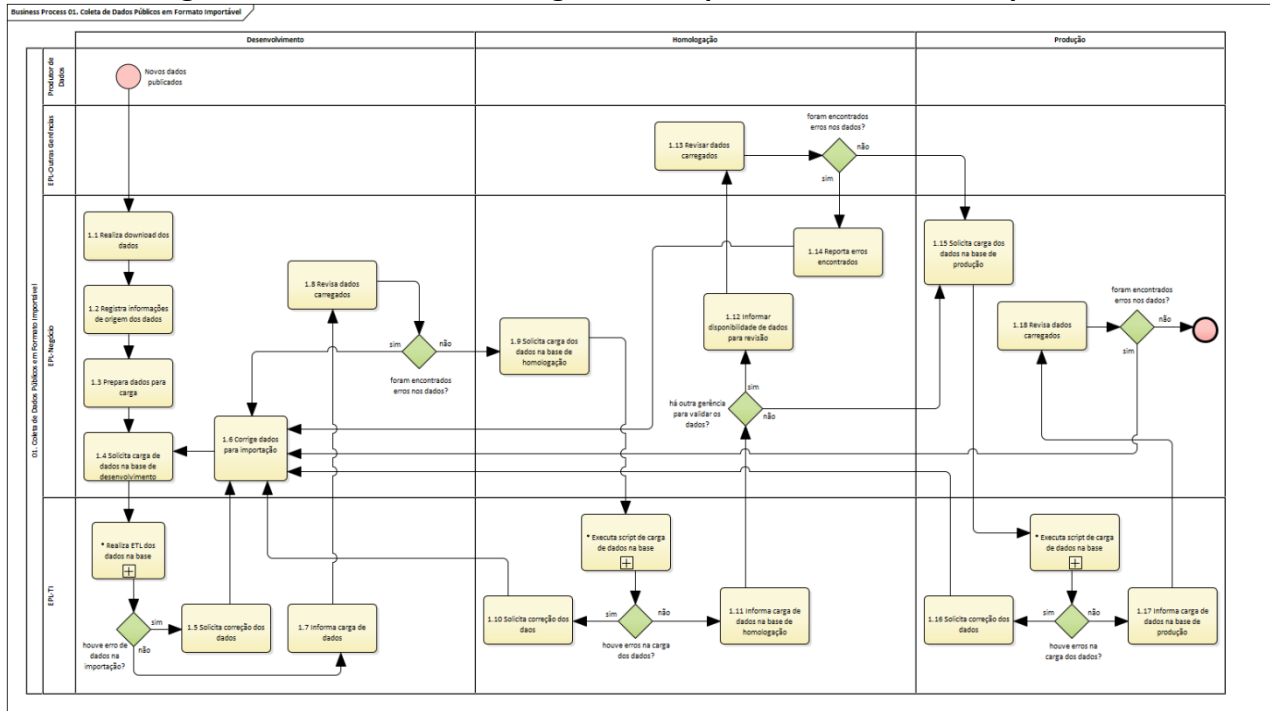 Business Process 01. Coleta de Dados Públicos em Formato Importável
Desenvolvimento
Homologação
Produção
01. Coleta de Dados Públicos em Formato Importável
Produtor de
Dados
Novos dados
publicados
EPL-Outras Gerências
1.13 Revisar dados
carregados
foram encontrados
erros nos dados?
não
sim
EPL-Negócio
1.1 Realiza download dos
dados
1.2 Registra informações
de origem dos dados
1.3 Prepara dados para
carga
1.4 Solicita carga de
dados na base de
desenvolvimento
1.8 Revisa dados
carregados
sim
não
foram encontrados
erros nos dados?
1.6 Corrige dados
para importação
1.9 Solicita carga dos
dados na base de
homologação
1.14 Reporta erros
encontrados
1.12 Informar
disponibilidade de dados
para revisão
sim
há outra gerência
para validar os
dados?
não
1.15 Solicita carga dos
dados na base de
produção
1.18 Revisa dados
carregados
foram encontrados
erros nos dados?
não
sim
EPL-TI
* Realiza ETL dos
dados na base
sim
houve erro de
dados na
importação?
não
1.5 Solicita correção dos
dados
1.7 Informa carga de
dados
* Executa script de carga
de dados na base
1.10 Solicita correção dos
daos
sim
não
houve erros na carga
dos dados?
1.11 Informa carga de
dados na base de
homologação
* Executa script de carga
de dados na base
1.16 Solicita correção dos
dados
sim
não
houve erros na
carga dos dados?
1.17 Informa carga de
dados na base de
produção